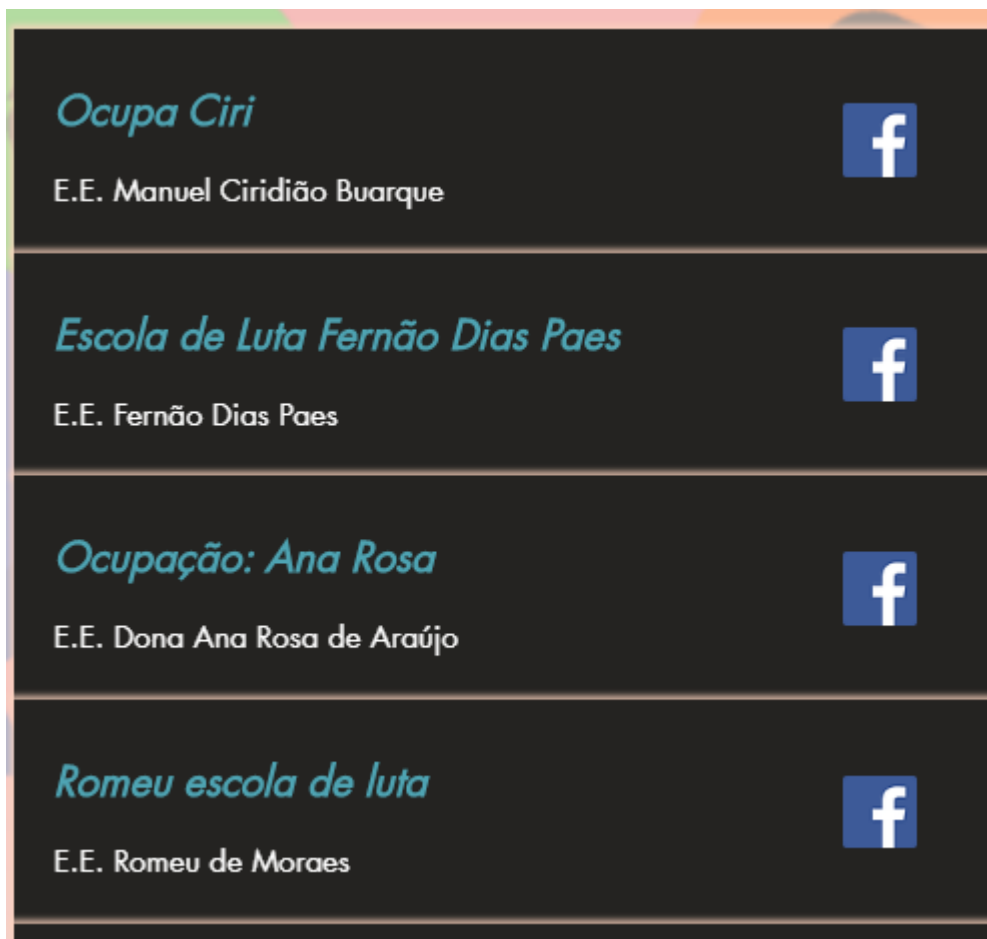 Ocupa Ciri
E.E. Manuel Ciridião Buarque
Escola de Luta Fernão Dias Paes
E.E. Fernão Dias Paes
Ocupação: Ana Rosa
E.E. Dona Ana Rosa de Araújo
Romeu escola de luta
E.E. Romeu de Moraes